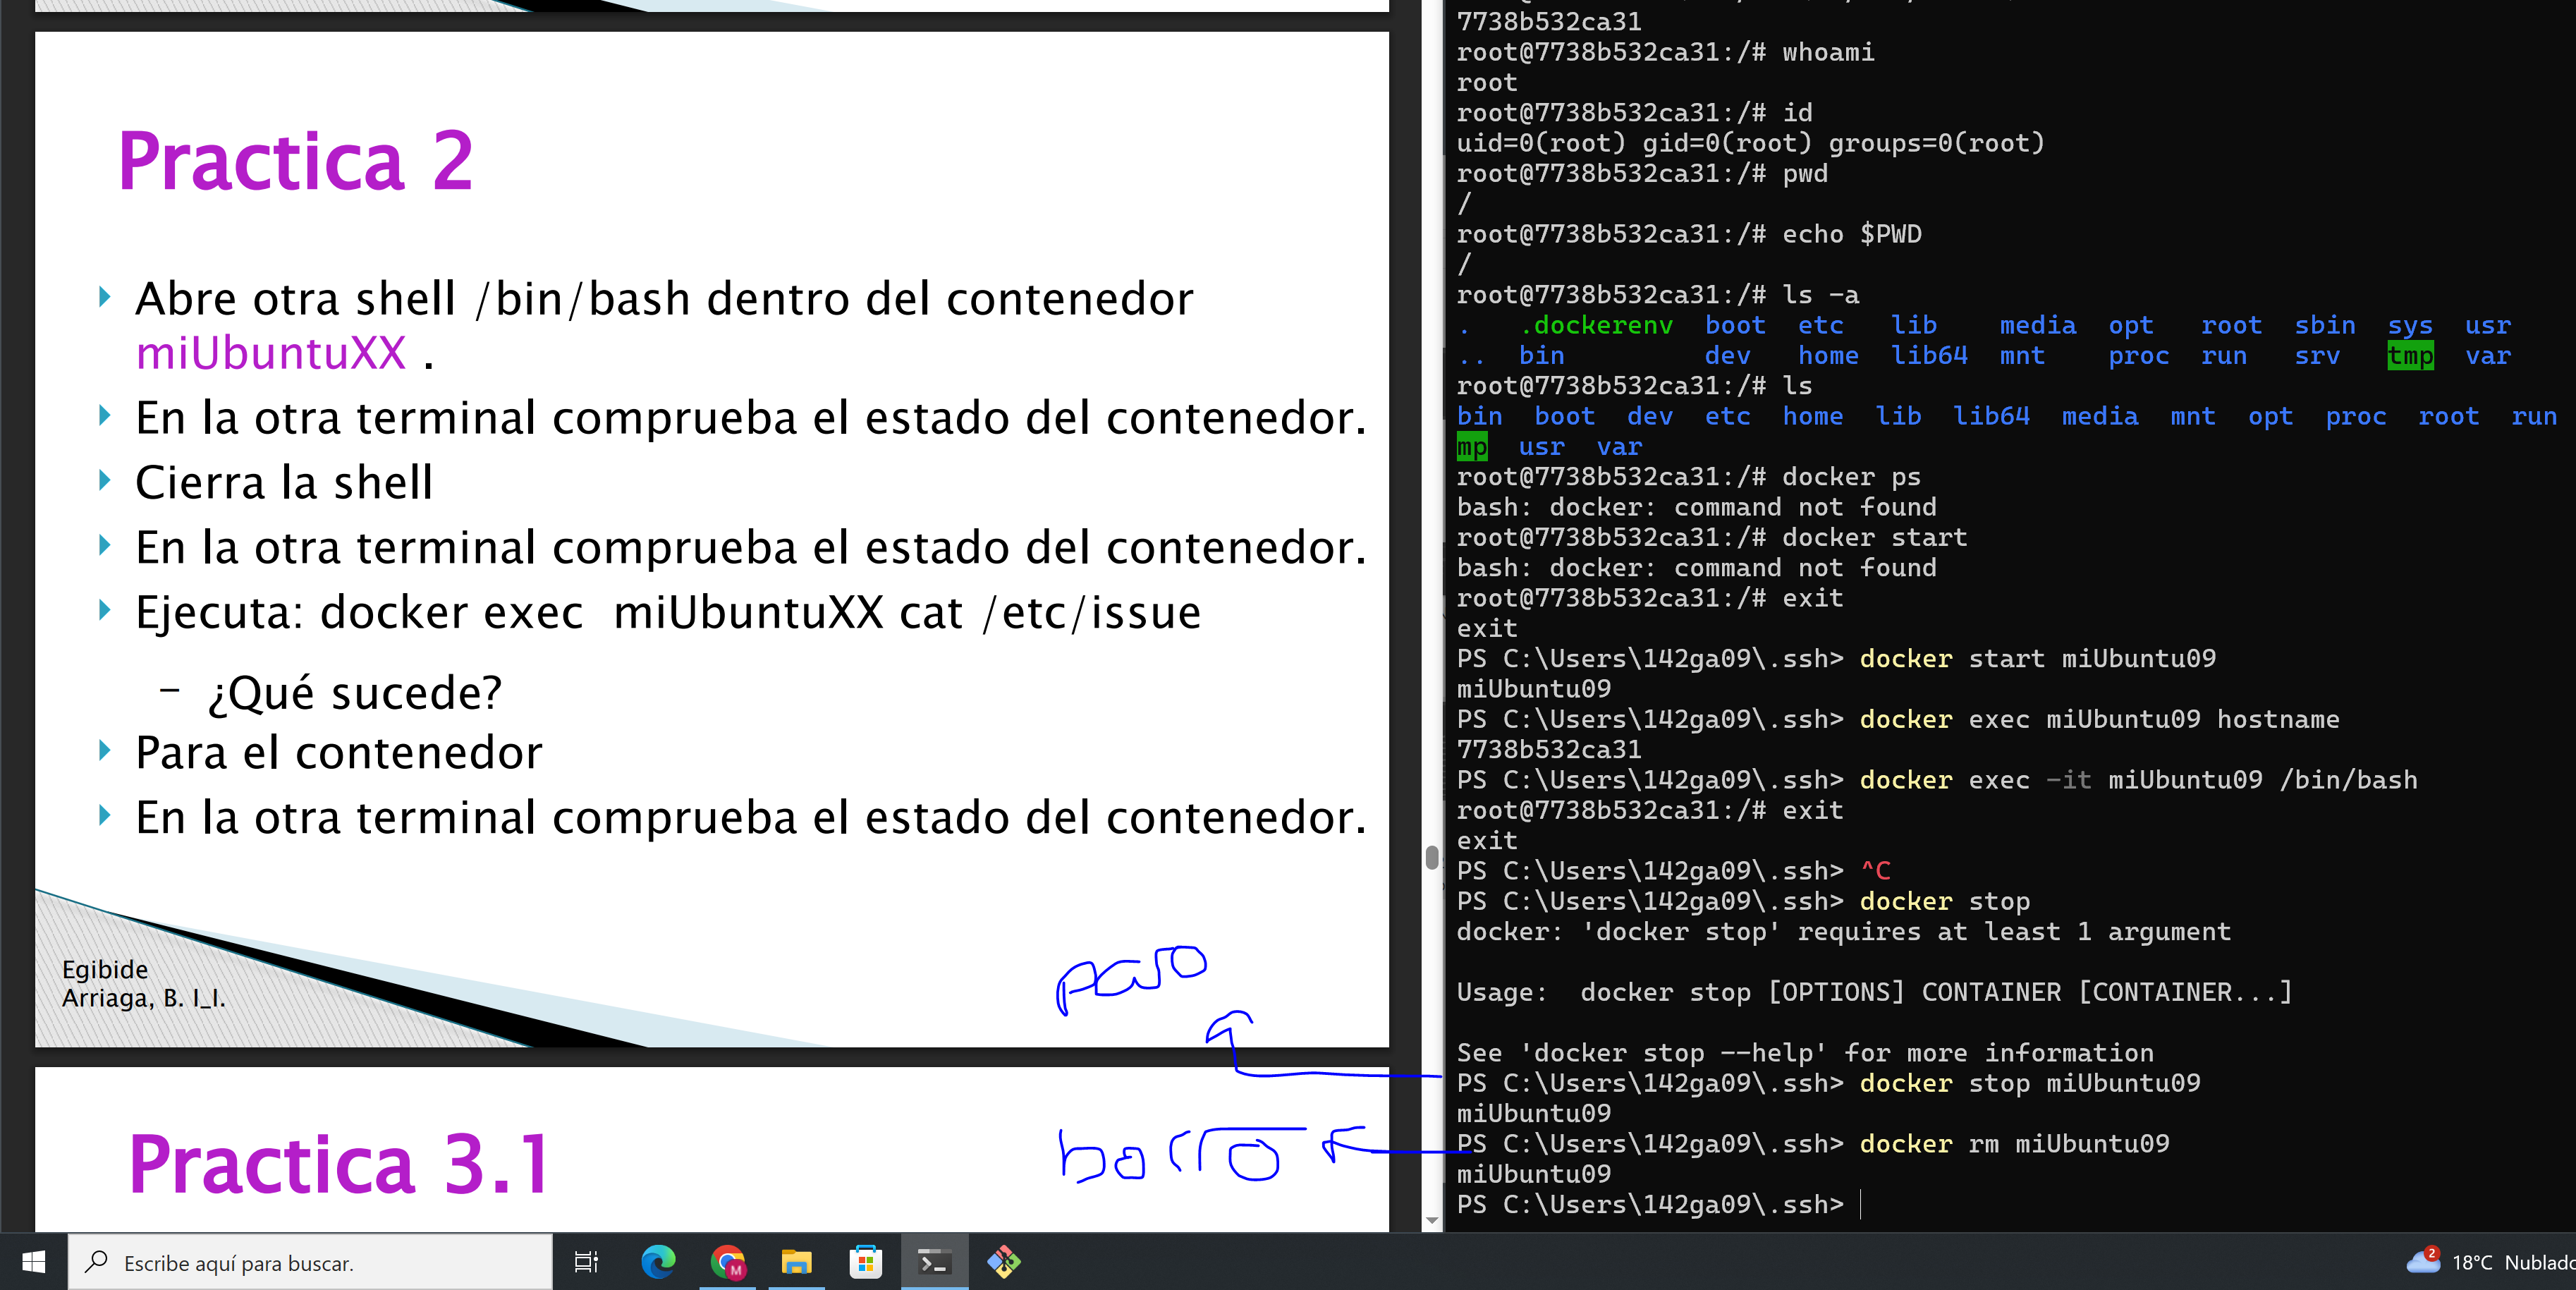 Practica 2
Abre otra shell /bin/bash dentro del contenedor
miUbuntuXX .
En la otra terminal comprueba el estado del contenedor.
Cierra la shell
En la otra terminal comprueba el estado del contenedor.
Ejecuta: docker exec miUbuntuXX cat /etc/issue
– ¿Qué sucede?
Para el contenedor
En la otra terminal comprueba el estado del contenedor.
Egibide
Arriaga, B. I_I.
paro
borro
Practica 3.1
7738b532ca31
root@7738b532ca31:/# whoami
root
root@7738b532ca31:/# id
uid=0(root) gid=0(root) groups=0(root)
root@7738b532ca31:/# pwd
/
root@7738b532ca31:/# echo $PWD
/
root@7738b532ca31:/# ls -a
. .dockerenv boot etc lib media opt root sbin sys usr
.. bin dev home lib64 mnt proc run srv tmp var
root@7738b532ca31:/# ls
bin boot dev etc home lib lib64 media mnt opt proc root run
mp usr var
root@7738b532ca31:/# docker ps
bash: docker: command not found
root@7738b532ca31:/# docker start
bash: docker: command not found
root@7738b532ca31:/# exit
exit
PS C:\Users\142ga09\.ssh> docker start miUbuntu09
miUbuntu09
PS C:\Users\142ga09\.ssh> docker exec miUbuntu09 hostname
7738b532ca31
PS C:\Users\142ga09\.ssh> docker exec -it miUbuntu09 /bin/bash
root@7738b532ca31:/# exit
exit
PS C:\Users\142ga09\.ssh> ^C
PS C:\Users\142ga09\.ssh> docker stop
docker: 'docker stop' requires at least 1 argument
Usage: docker stop [OPTIONS] CONTAINER [CONTAINER...]
See 'docker stop --help' for more information
PS C:\Users\142ga09\.ssh> docker stop miUbuntu09
miUbuntu09
PS C:\Users\142ga09\.ssh> docker rm miUbuntu09
miUbuntu09
PS C:\Users\142ga09\.ssh>
Escribe aquí para buscar.
M
2
18°C Nublado